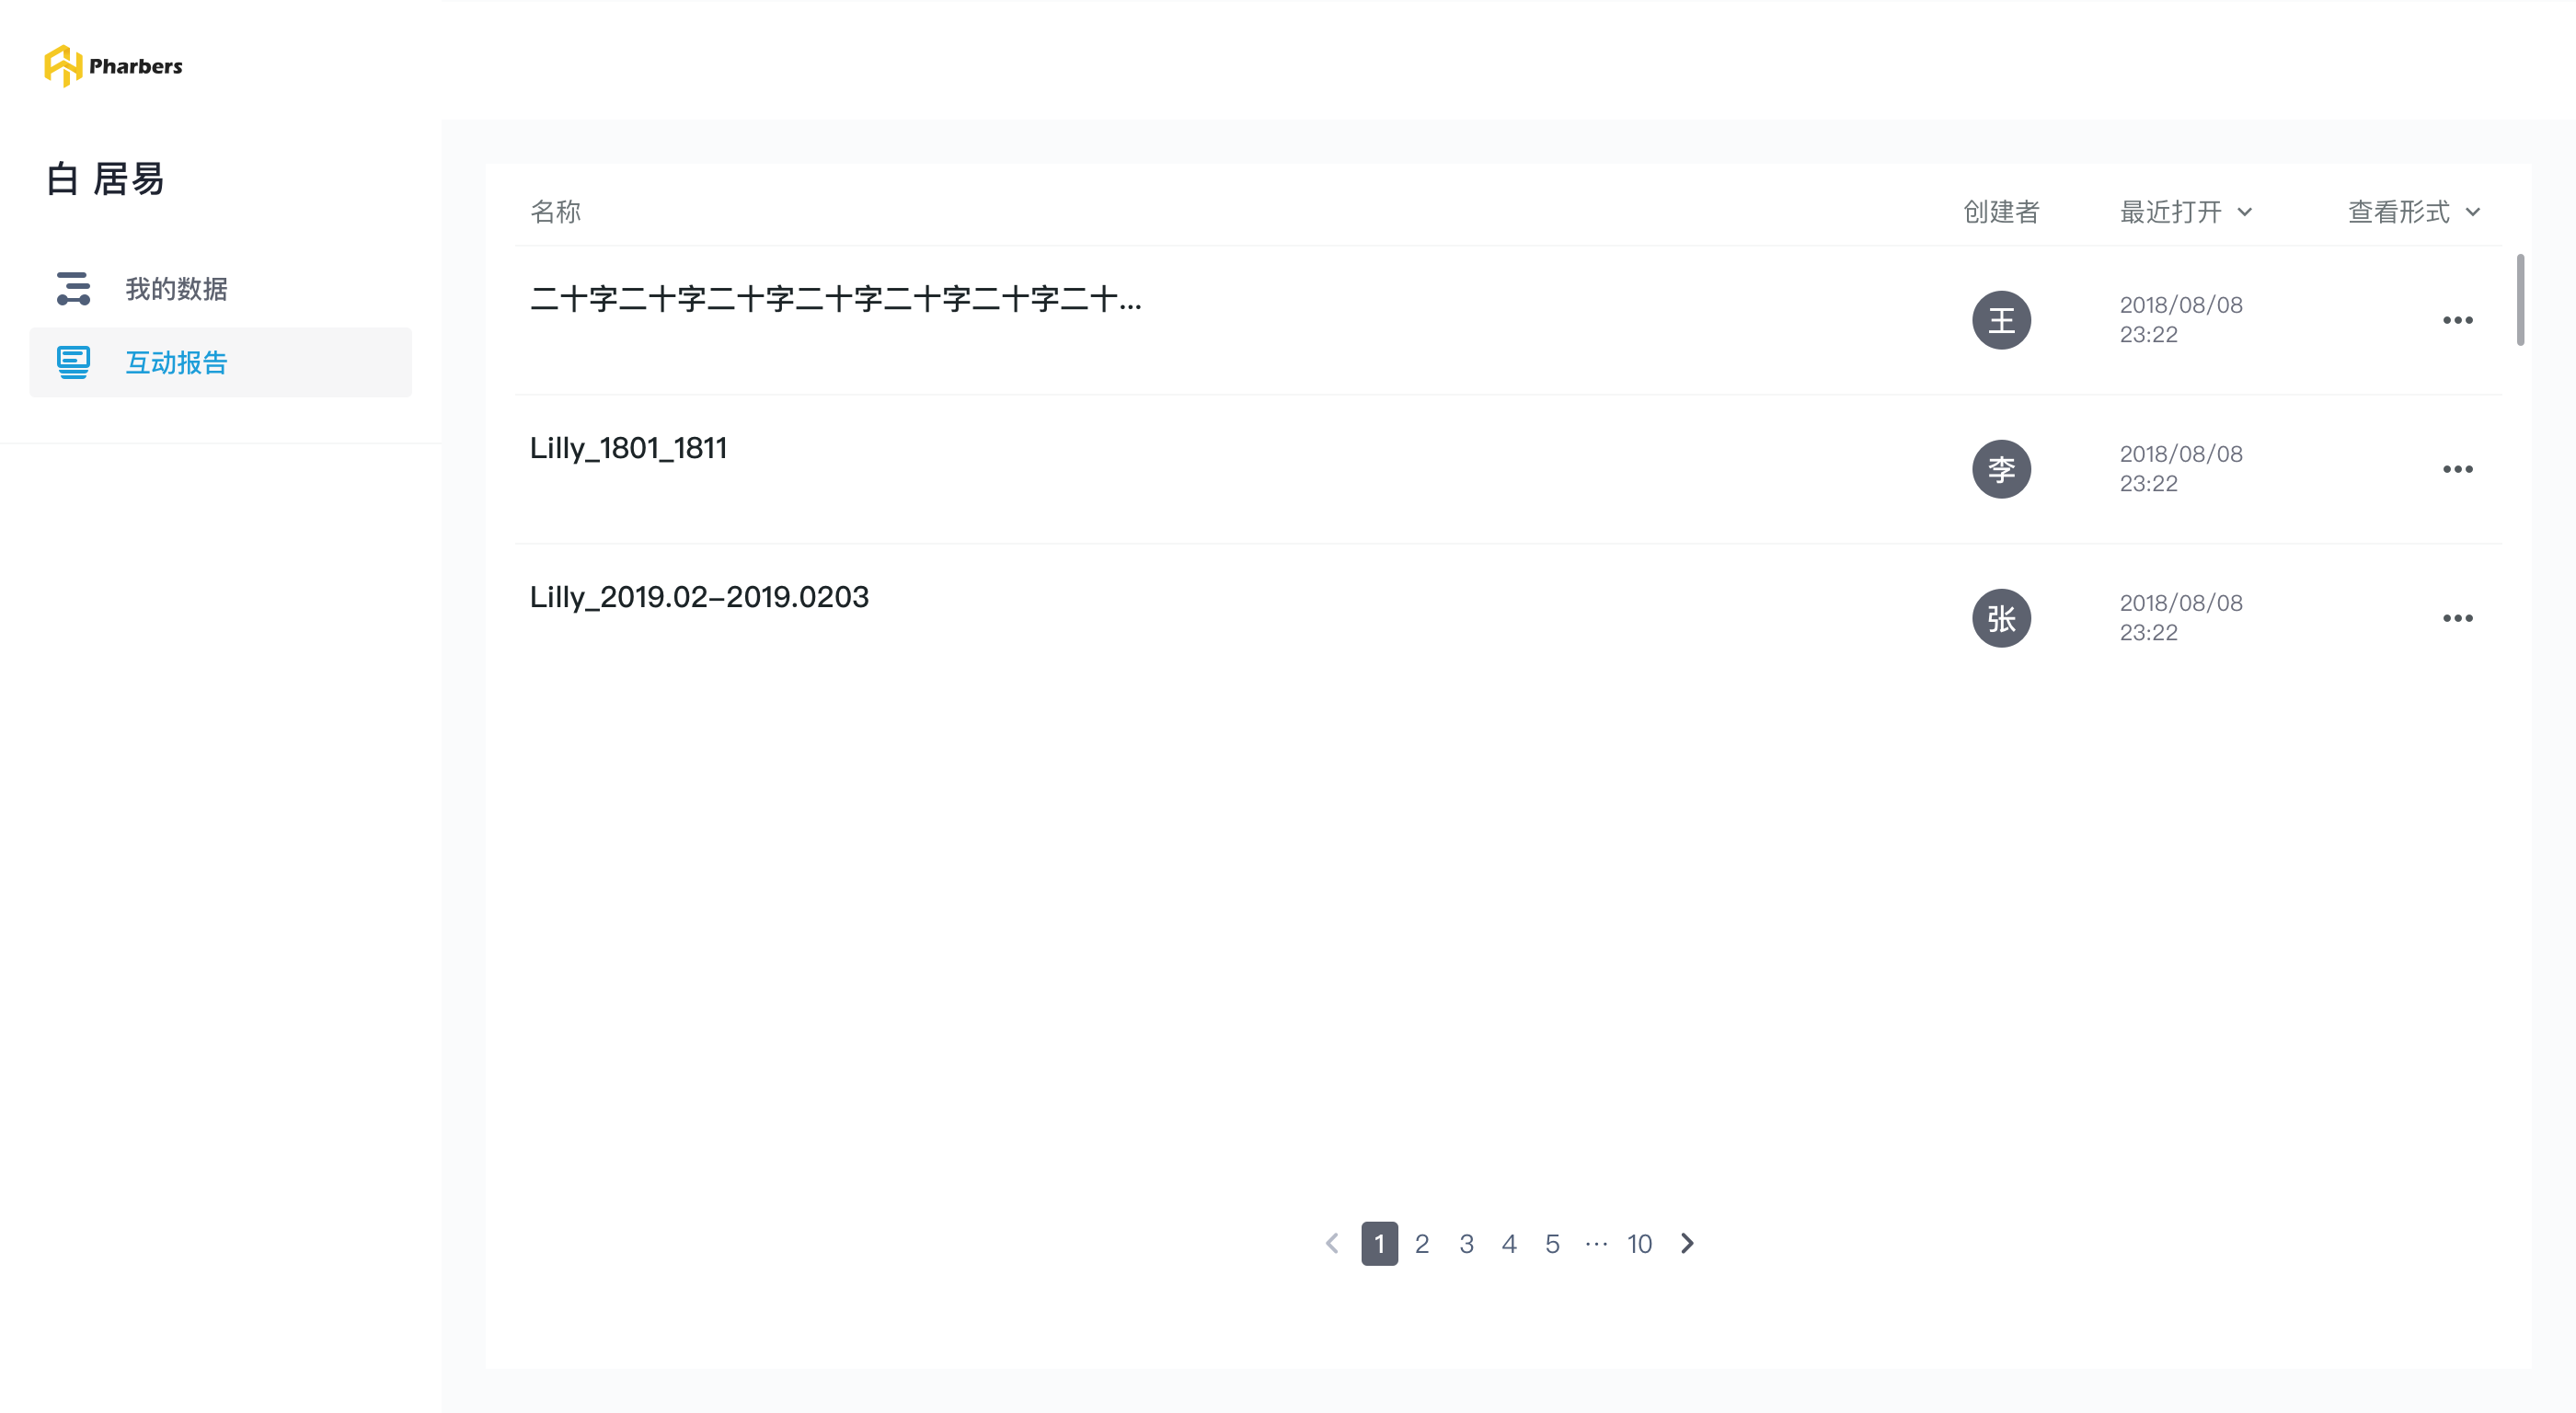 Pharbers
白 居易
我的数据
互动报告
名称 创建者 最近打开 查看形式
二十字二十字二十字二十字二十字二十字二十...
王
2018/08/08
23:22
Lilly_1801_1811
李
2018/08/08
23:22
Lilly_2019.02–2019.0203
张
2018/08/08
23:22
1 2 3 4 5 ··· 10